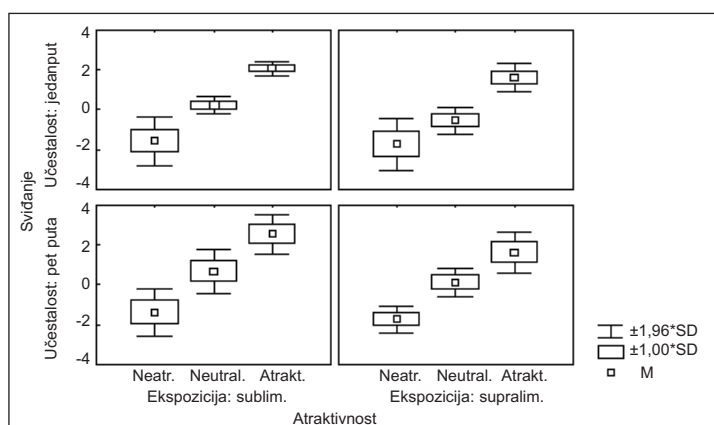 Sviđanje
Učestalost: jedanput
4
2
0
-2
-4
Učestalost: pet puta
4
2
0
-2
-4
Neatr. Neutral. Atrakt.
Ekspozicija: sublim.
Neatr. Neutral. Atrakt.
Ekspozicija: supralim.
Atraktivnost
±1,96*SD
±1,00*SD
M